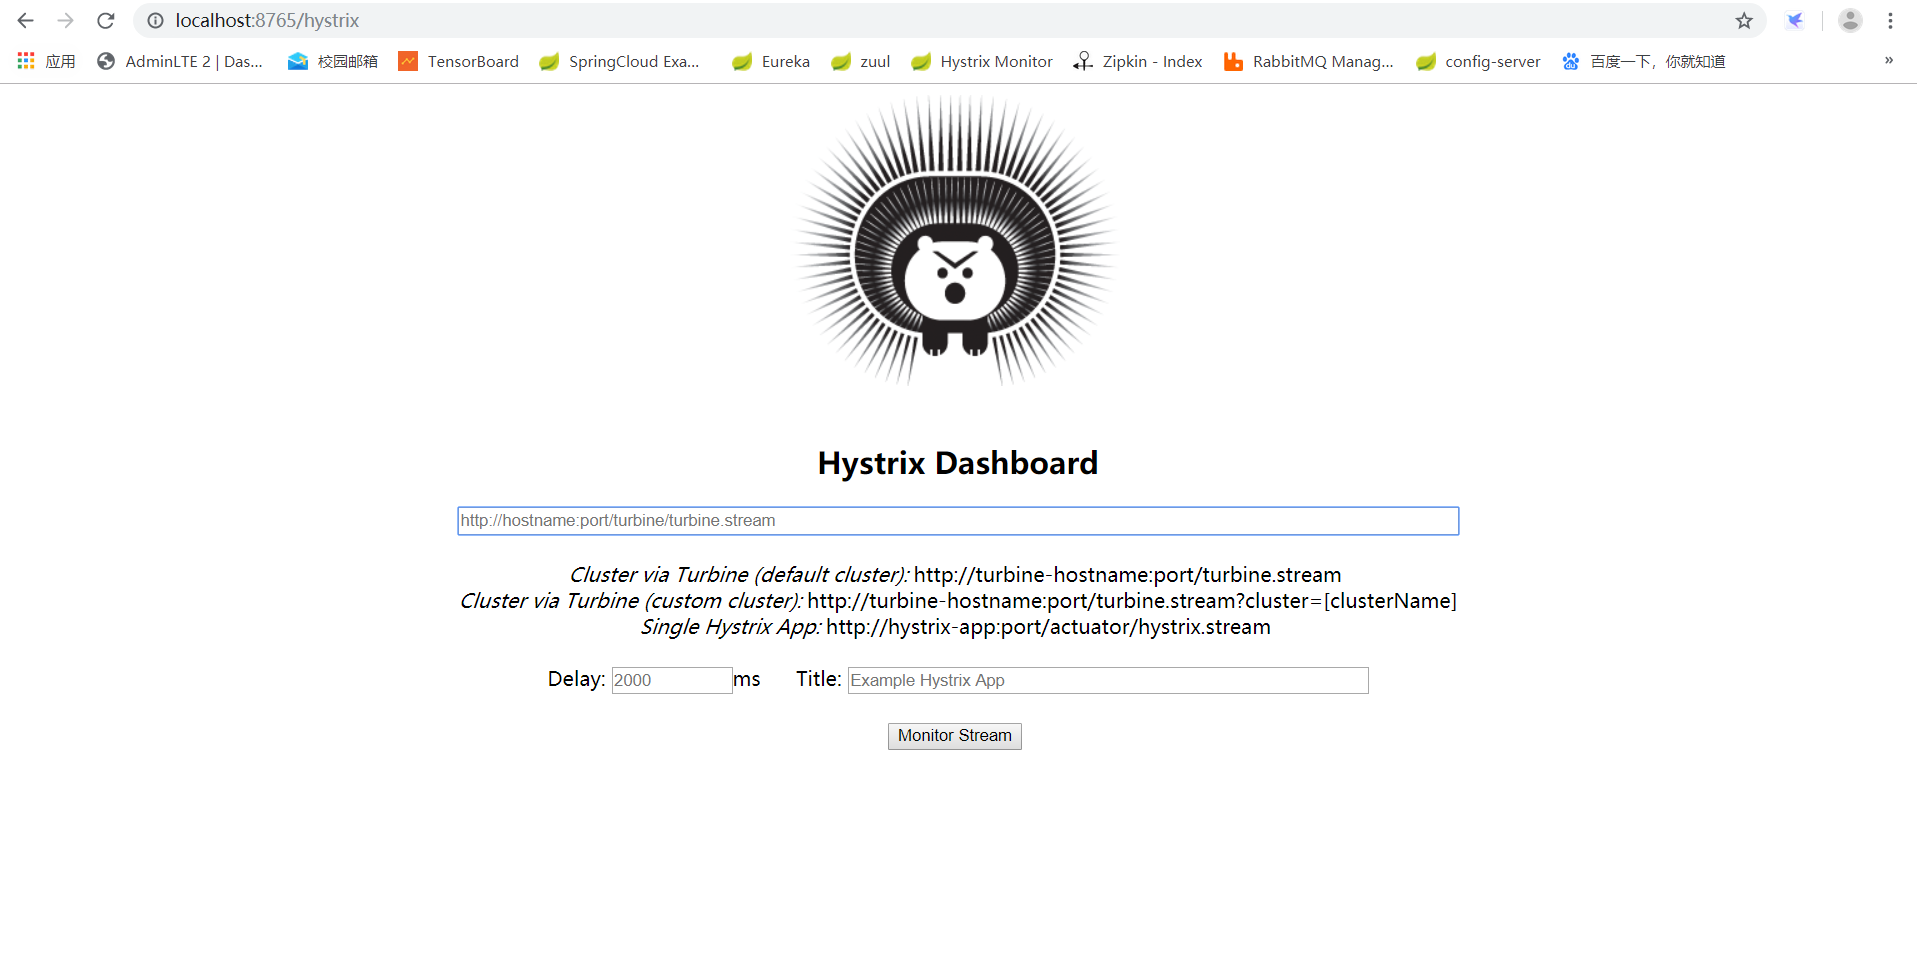 localhost:8765/hystrix
应用 AdminLTE 2 | Das... 校园邮箱 TensorBoard SpringCloud Exa... Eureka zuul Hystrix Monitor Zipkin - Index RabbitMQ Manag... config-server 百度一下，你就知道 »
Hystrix Dashboard
http://hostname:port/turbine/turbine.stream
Cluster via Turbine (default cluster): http://turbine-hostname:port/turbine.stream
Cluster via Turbine (custom cluster): http://turbine-hostname:port/turbine.stream?cluster=[clusterName]
Single Hystrix App: http://hystrix-app:port/actuator/hystrix.stream
Delay: 2000 ms Title: Example Hystrix App
Monitor Stream